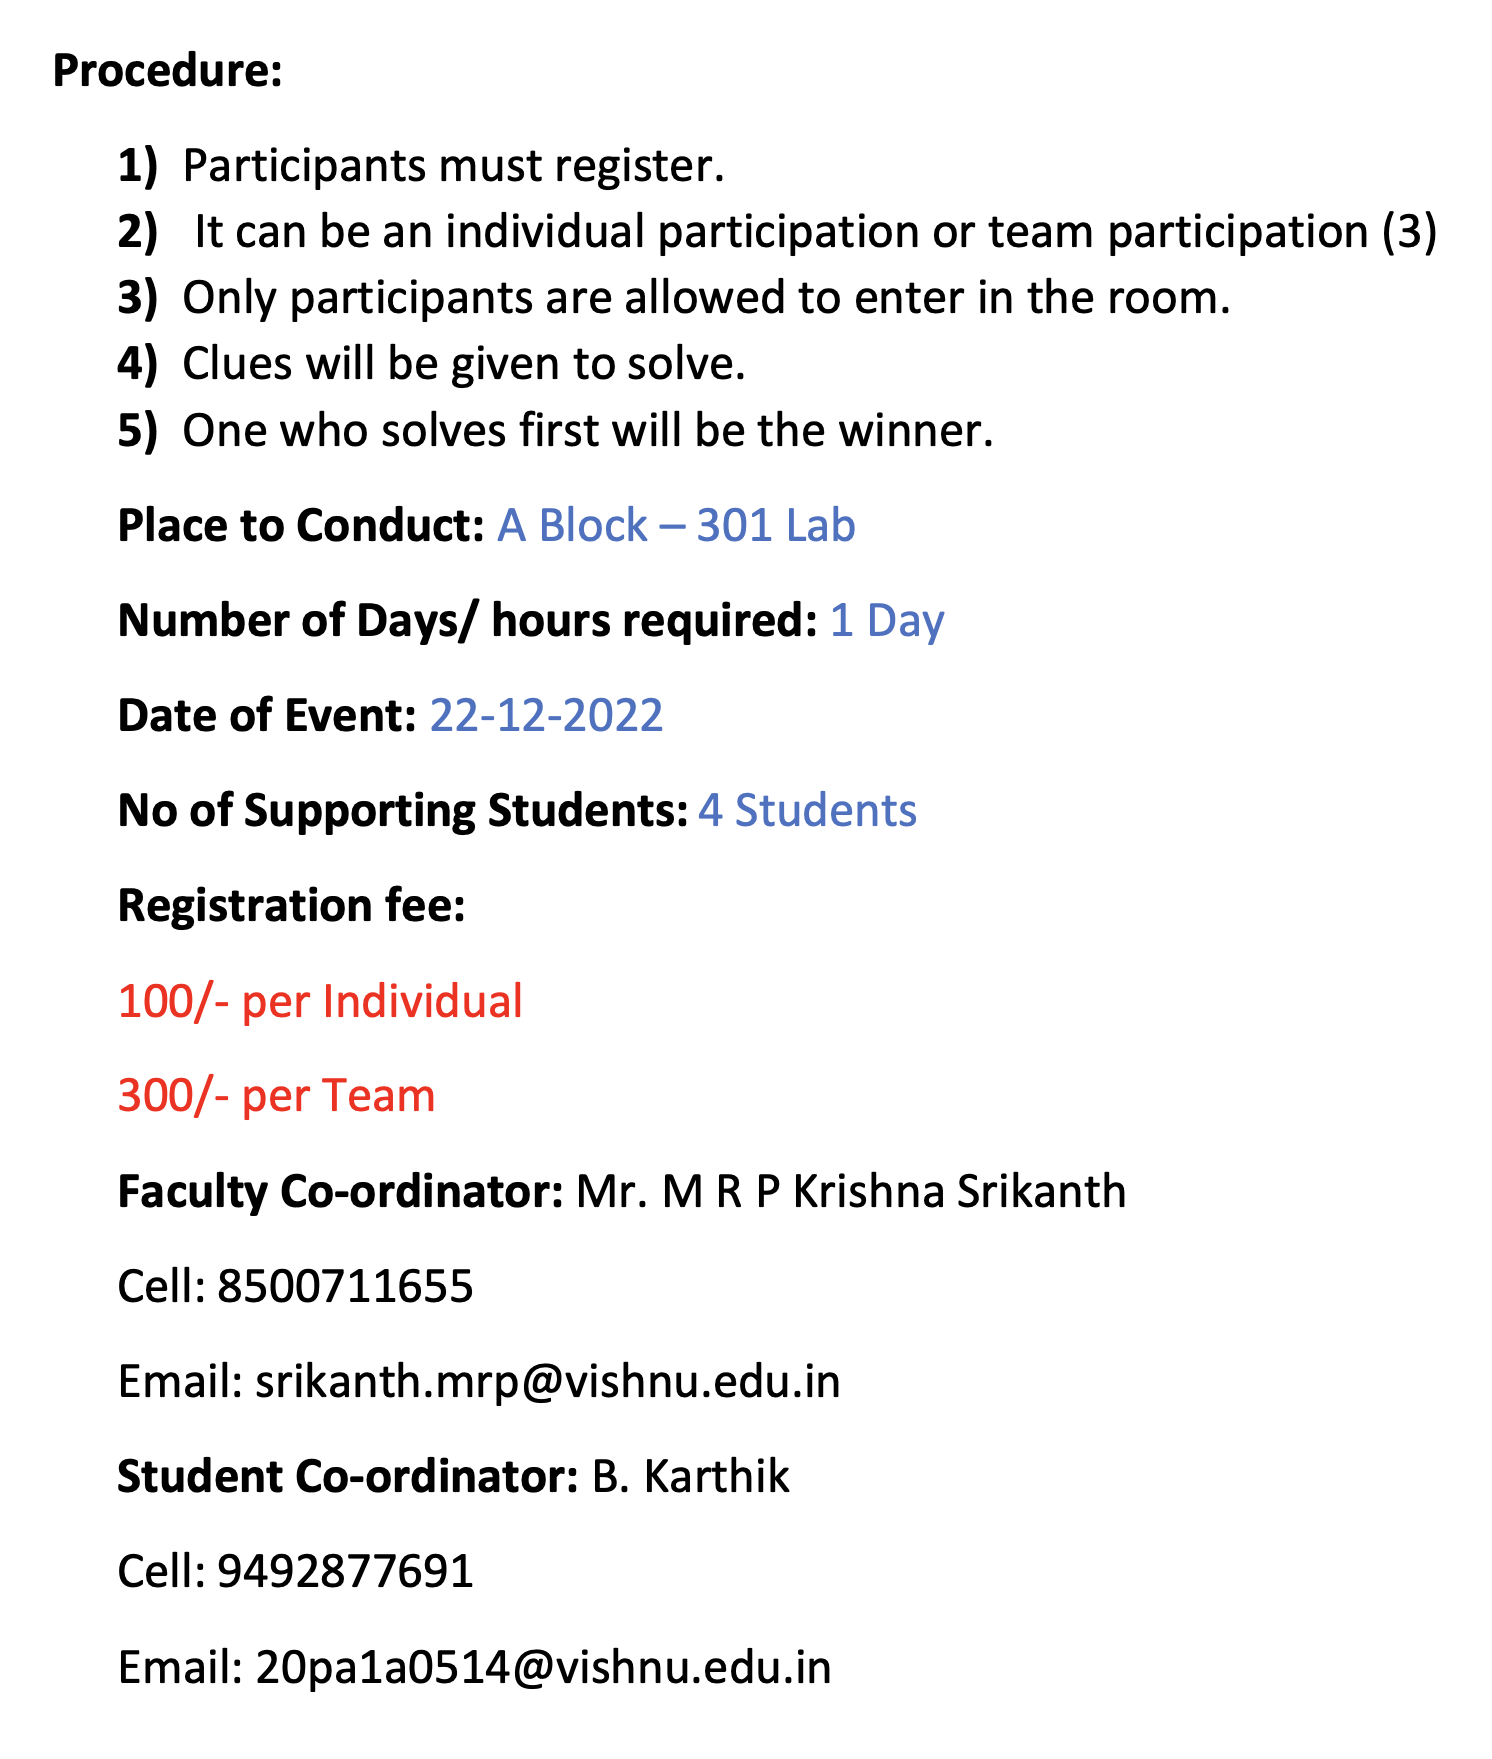 Procedure:
1) Participants must register.
2) It can be an individual participation or team participation (3)
3) Only participants are allowed to enter in the room.
4) Clues will be given to solve.
5) One who solves first will be the winner.
Place to Conduct: A Block – 301 Lab
Number of Days/ hours required: 1 Day
Date of Event: 22-12-2022
No of Supporting Students: 4 Students
Registration fee:
100/- per Individual
300/- per Team
Faculty Co-ordinator: Mr. M R P Krishna Srikanth
Cell: 8500711655
Email: srikanth.mrp@vishnu.edu.in
Student Co-ordinator: B. Karthik
Cell: 9492877691
Email: 20pa1a0514@vishnu.edu.in